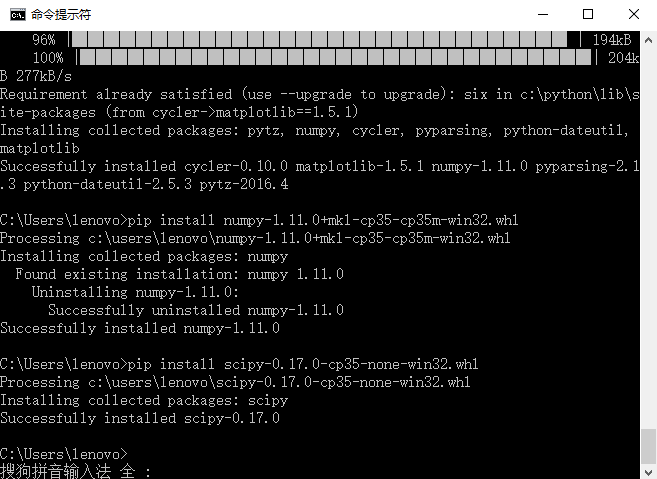 命令提示符
96% | 194kB
100% | 204k
B 277kB/s
Requirement already satisfied (use --upgrade to upgrade): six in c:\python\lib\s
ite-packages (from cycler->matplotlib==1.5.1)
Installing collected packages: pytz, numpy, cycler, pyparsing, python-dateutil,
matplotlib
Successfully installed cycler-0.10.0 matplotlib-1.5.1 numpy-1.11.0 pyparsing-2.1
.3 python-dateutil-2.5.3 pytz-2016.4
C:\Users\lenovo>pip install numpy-1.11.0+mkl-cp35-cp35m-win32.whl
Processing c:\users\lenovo\numpy-1.11.0+mkl-cp35-cp35m-win32.whl
Installing collected packages: numpy
Found existing installation: numpy 1.11.0
Uninstalling numpy-1.11.0:
Successfully uninstalled numpy-1.11.0
Successfully installed numpy-1.11.0
C:\Users\lenovo>pip install scipy-0.17.0-cp35-none-win32.whl
Processing c:\users\lenovo\scipy-0.17.0-cp35-none-win32.whl
Installing collected packages: scipy
Successfully installed scipy-0.17.0
C:\Users\lenovo>
搜狗拼音输入法 全 :